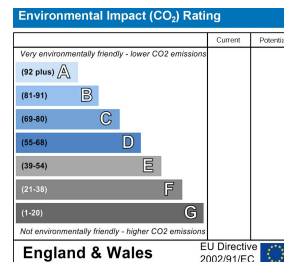 Environmental Impact (CO₂) Rating
Current Potentia
Very environmentally friendly - lower CO2 emissions
(92 plus) A
(81-91) B
(69-80) C
(55-68) D
(39-54) E
(21-38) F
(1-20) G
Not environmentally friendly - higher CO2 emissions
England & Wales
EU Directive
2002/91/EC